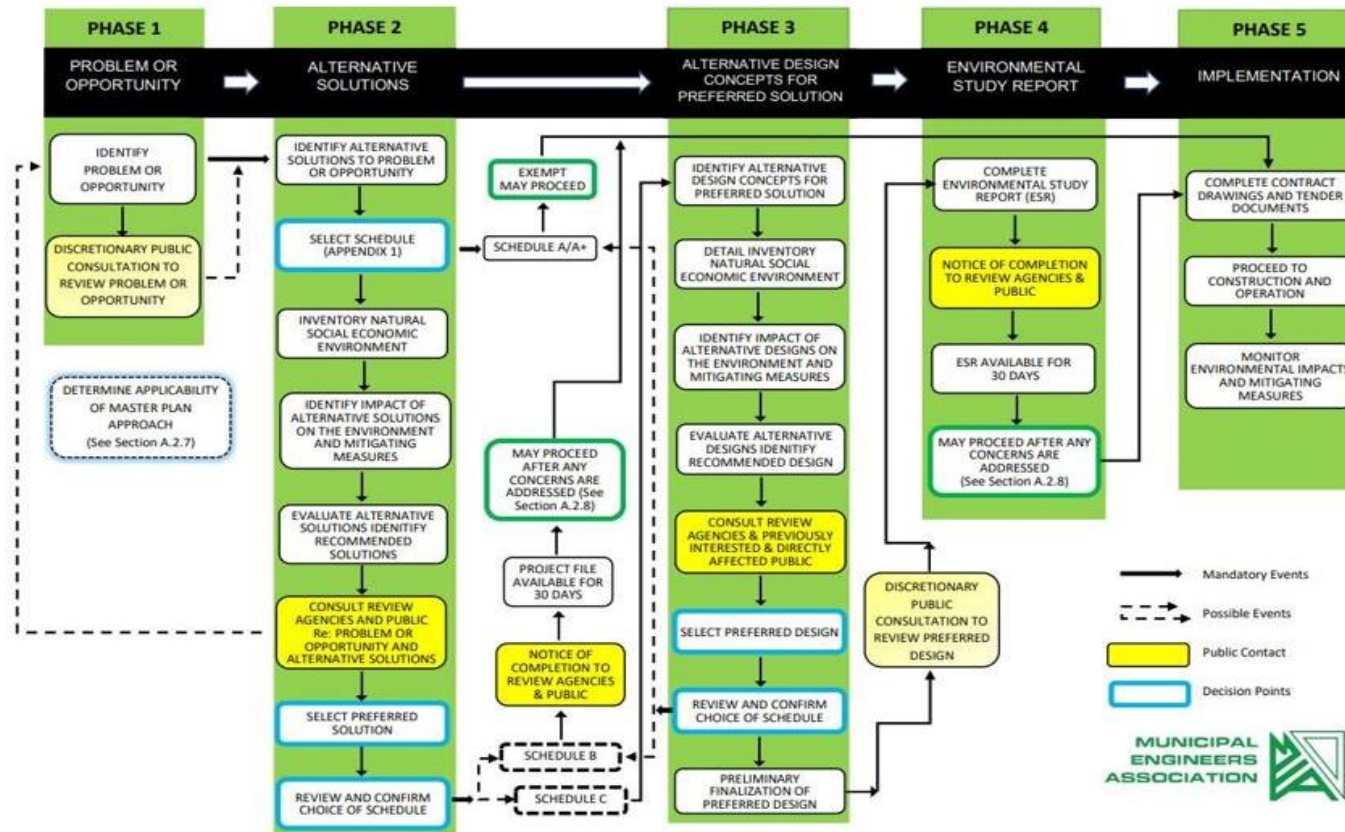 PHASE 1
PROBLEM OR
OPPORTUNITY
IDENTIFY
PROBLEM OR
OPPORTUNITY
DISCRETIONARY PUBLIC
CONSULTATION TO
REVIEW PROBLEM OR
OPPORTUNITY
DETERMINE APPLICABILITY
OF MASTER PLAN
APPROACH
(See Section A.2.7)
PHASE 2
ALTERNATIVE
SOLUTIONS
IDENTIFY ALTERNATIVE
SOLUTIONS TO PROBLEM
OR OPPORTUNITY
SELECT SCHEDULE
(APPENDIX 1)
INVENTORY NATURAL
SOCIAL ECONOMIC
ENVIRONMENT
IDENTIFY IMPACT OF
ALTERNATIVE SOLUTIONS
ON THE ENVIRONMENT
AND MITIGATING
MEASURES
EVALUATE ALTERNATIVE
SOLUTIONS IDENITIFY
RECOMMENDED
SOLUTIONS
CONSULT REVIEW
AGENCIES AND PUBLIC
Re: PROBLEM OR
OPPORTUNITY AND
ALTERNATIVE SOLUTIONS
SELECT PREFERRED
SOLUTION
REVIEW AND CONFIRM
CHOICE OF SCHEDULE
EXEMPT
MAY PROCEED
SCHEDULE A/A+
MAY PROCEED
AFTER ANY
CONCERNS ARE
ADDRESSED (See
Section A.2.8)
PROJECT FILE
AVAILABLE FOR
30 DAYS
NOTICE OF
COMPLETION TO
REVIEW AGENCIES
& PUBLIC
SCHEDULE B
SCHEDULE C
PHASE 3
ALTERNATIVE DESIGN
CONCEPTS FOR
PREFERRED SOLUTION
IDENTIFY ALTERNATIVE
DESIGN CONCEPTS FOR
PREFERRED SOLUTION
DETAIL INVENTORY
NATURAL SOCIAL
ECONOMIC ENVIRONMENT
IDENTIFY IMPACT OF
ALTERNATIVE DESIGNS ON
THE ENVIRONMENT AND
MITIGATING MEASURES
EVALUATE ALTERNATIVE
DESIGNS IDENITIFY
RECOMMENDED DESIGN
CONSULT REVIEW
AGENCIES & PREVIOUSLY
INTERESTED & DIRECTLY
AFFECTED PUBLIC
SELECT PREFERRED DESIGN
REVIEW AND CONFIRM
CHOICE OF SCHEDULE
PRELIMINARY
FINALIZATION OF
PREFERRED DESIGN
DISCRETIONARY
PUBLIC
CONSULTATION TO
REVIEW PREFERRED
DESIGN
PHASE 4
ENVIRONMENTAL
STUDY REPORT
COMPLETE
ENVIRONMENTAL STUDY
REPORT (ESR)
NOTICE OF COMPLETION
TO REVIEW AGENCIES &
PUBLIC
ESR AVAILABLE FOR
30 DAYS
MAY PROCEED AFTER ANY
CONCERNS ARE
ADDRESSED
(See Section A.2.8)
PHASE 5
IMPLEMENTATION
COMPLETE CONTRACT
DRAWINGS AND TENDER
DOCUMENTS
PROCEED TO
CONSTRUCTION AND
OPERATION
MONITOR
ENVIRONMENTAL IMPACTS
AND MITIGATING
MEASURES
Mandatory Events
Possible Events
Public Contact
Decision Points
MUNICIPAL
ENGINEERS
ASSOCIATION